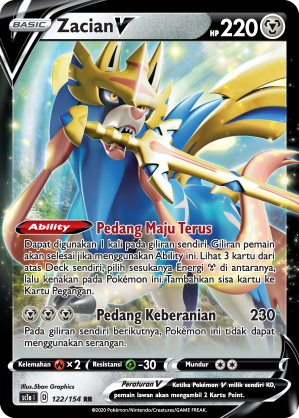 BASIC Zacian V HP 220
Ability Pedang Maju Terus
Dapat digunakan 1 kali pada giliran sendiri. Giliran pemain
akan selesai jika menggunakan Ability ini. Lihat 3 kartu dari
atas Deck sendiri, pilih sesukanya Energi di antaranya,
lalu kenakan pada Pokémon ini. Tambahkan sisa kartu ke
Kartu Pegangan.
Pedang Keberanian 230
Pada giliran sendiri berikutnya, Pokémon ini tidak dapat
menggunakan serangan.
Kelemahan ×2 Resistansi -30 Mundur
Illus. 5ban Graphics
sc1a I D 122/154 RR
Peraturan V Ketika Pokémon V milik sendiri KO,
pemain lawan mengambil 2 Kartu Point.
©2020 Pokémon/Nintendo/Creatures/GAME FREAK.